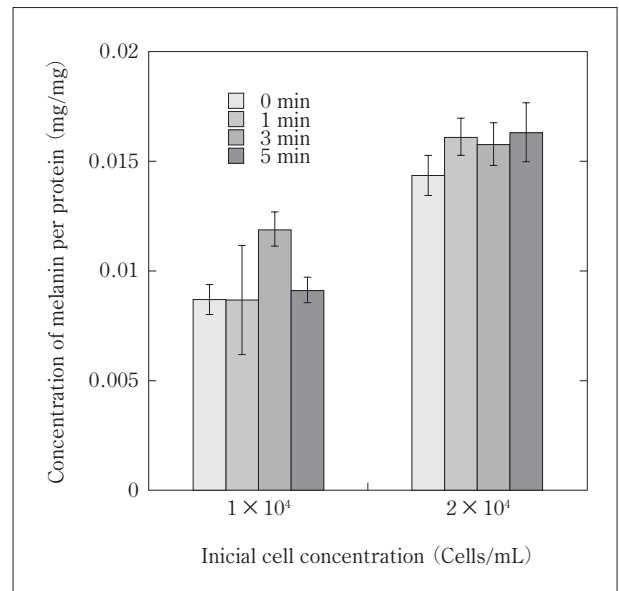 Concentration of melanin per protein (mg/mg)
0.02
0.015
0.01
0.005
0
0 min
1 min
3 min
5 min
1 × 10⁴
2 × 10⁴
Inicial cell concentration (Cells/mL)